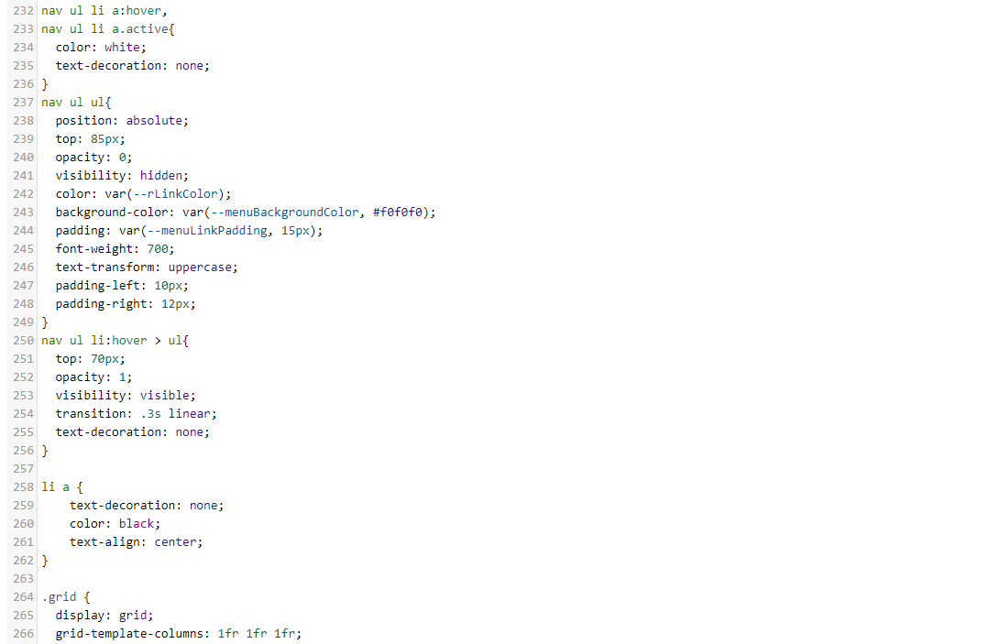 232 nav ul li a:hover,
233 nav ul li a.active{
234 color: white;
235 text-decoration: none;
236 }
237 nav ul ul{
238 position: absolute;
239 top: 85px;
240 opacity: 0;
241 visibility: hidden;
242 color: var(--rLinkColor);
243 background-color: var(--menuBackgroundColor, #f0f0f0);
244 padding: var(--menuLinkPadding, 15px);
245 font-weight: 700;
246 text-transform: uppercase;
247 padding-left: 10px;
248 padding-right: 12px;
249 }
250 nav ul li:hover > ul{
251 top: 70px;
252 opacity: 1;
253 visibility: visible;
254 transition: .3s linear;
255 text-decoration: none;
256 }
257
258 li a {
259 text-decoration: none;
260 color: black;
261 text-align: center;
262 }
263
264 .grid {
265 display: grid;
266 grid-template-columns: 1fr 1fr 1fr;